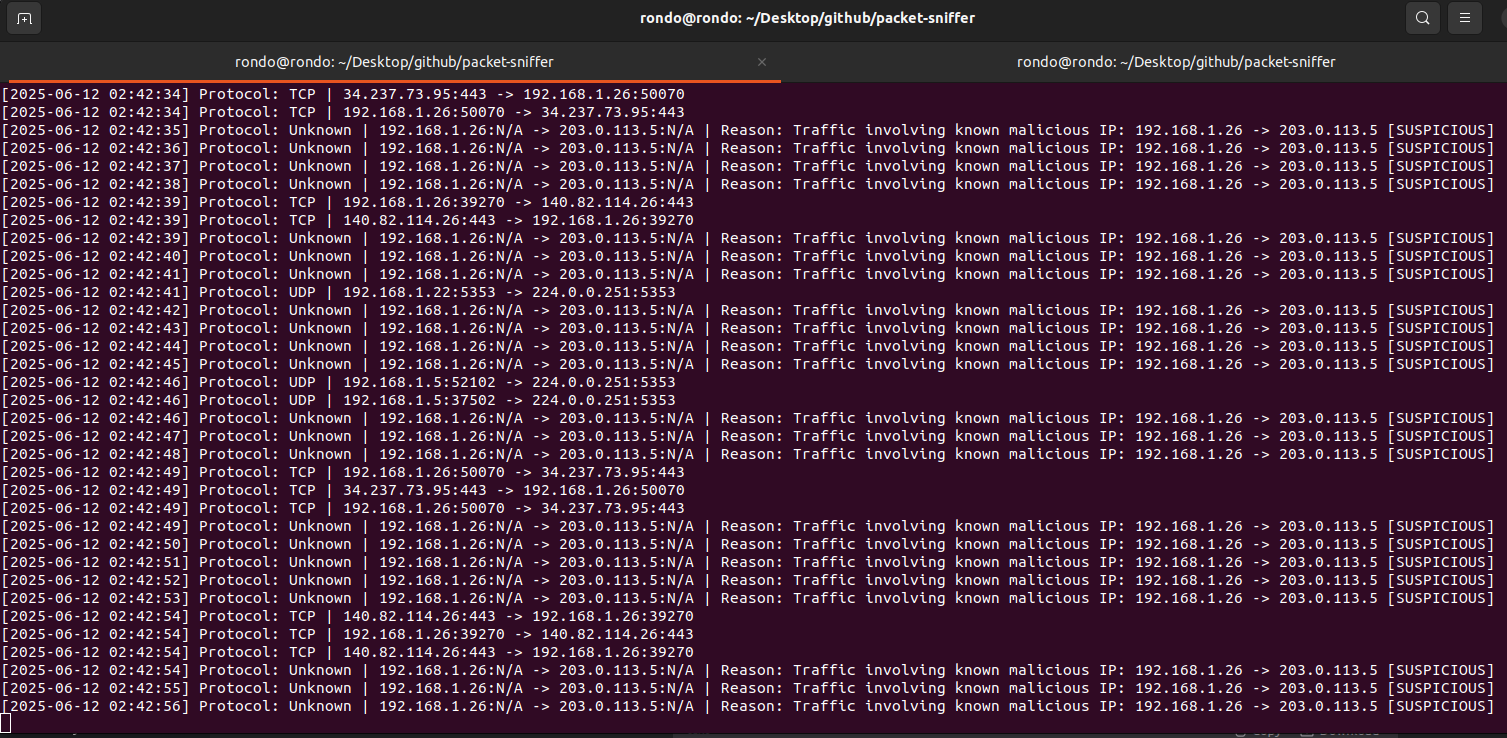 rondo@rondo: ~/Desktop/github/packet-sniffer
rondo@rondo: ~/Desktop/github/packet-sniffer
rondo@rondo: ~/Desktop/github/packet-sniffer
[2025-06-12 02:42:34] Protocol: TCP | 34.237.73.95:443 -> 192.168.1.26:50070
[2025-06-12 02:42:34] Protocol: TCP | 192.168.1.26:50070 -> 34.237.73.95:443
[2025-06-12 02:42:35] Protocol: Unknown | 192.168.1.26:N/A -> 203.0.113.5:N/A | Reason: Traffic involving known malicious IP: 192.168.1.26 -> 203.0.113.5 [SUSPICIOUS]
[2025-06-12 02:42:36] Protocol: Unknown | 192.168.1.26:N/A -> 203.0.113.5:N/A | Reason: Traffic involving known malicious IP: 192.168.1.26 -> 203.0.113.5 [SUSPICIOUS]
[2025-06-12 02:42:37] Protocol: Unknown | 192.168.1.26:N/A -> 203.0.113.5:N/A | Reason: Traffic involving known malicious IP: 192.168.1.26 -> 203.0.113.5 [SUSPICIOUS]
[2025-06-12 02:42:38] Protocol: Unknown | 192.168.1.26:N/A -> 203.0.113.5:N/A | Reason: Traffic involving known malicious IP: 192.168.1.26 -> 203.0.113.5 [SUSPICIOUS]
[2025-06-12 02:42:39] Protocol: TCP | 192.168.1.26:39270 -> 140.82.114.26:443
[2025-06-12 02:42:39] Protocol: TCP | 140.82.114.26:443 -> 192.168.1.26:39270
[2025-06-12 02:42:39] Protocol: Unknown | 192.168.1.26:N/A -> 203.0.113.5:N/A | Reason: Traffic involving known malicious IP: 192.168.1.26 -> 203.0.113.5 [SUSPICIOUS]
[2025-06-12 02:42:40] Protocol: Unknown | 192.168.1.26:N/A -> 203.0.113.5:N/A | Reason: Traffic involving known malicious IP: 192.168.1.26 -> 203.0.113.5 [SUSPICIOUS]
[2025-06-12 02:42:41] Protocol: Unknown | 192.168.1.26:N/A -> 203.0.113.5:N/A | Reason: Traffic involving known malicious IP: 192.168.1.26 -> 203.0.113.5 [SUSPICIOUS]
[2025-06-12 02:42:41] Protocol: UDP | 192.168.1.22:5353 -> 224.0.0.251:5353
[2025-06-12 02:42:42] Protocol: Unknown | 192.168.1.26:N/A -> 203.0.113.5:N/A | Reason: Traffic involving known malicious IP: 192.168.1.26 -> 203.0.113.5 [SUSPICIOUS]
[2025-06-12 02:42:43] Protocol: Unknown | 192.168.1.26:N/A -> 203.0.113.5:N/A | Reason: Traffic involving known malicious IP: 192.168.1.26 -> 203.0.113.5 [SUSPICIOUS]
[2025-06-12 02:42:44] Protocol: Unknown | 192.168.1.26:N/A -> 203.0.113.5:N/A | Reason: Traffic involving known malicious IP: 192.168.1.26 -> 203.0.113.5 [SUSPICIOUS]
[2025-06-12 02:42:45] Protocol: Unknown | 192.168.1.26:N/A -> 203.0.113.5:N/A | Reason: Traffic involving known malicious IP: 192.168.1.26 -> 203.0.113.5 [SUSPICIOUS]
[2025-06-12 02:42:46] Protocol: UDP | 192.168.1.5:52102 -> 224.0.0.251:5353
[2025-06-12 02:42:46] Protocol: UDP | 192.168.1.5:37502 -> 224.0.0.251:5353
[2025-06-12 02:42:46] Protocol: Unknown | 192.168.1.26:N/A -> 203.0.113.5:N/A | Reason: Traffic involving known malicious IP: 192.168.1.26 -> 203.0.113.5 [SUSPICIOUS]
[2025-06-12 02:42:47] Protocol: Unknown | 192.168.1.26:N/A -> 203.0.113.5:N/A | Reason: Traffic involving known malicious IP: 192.168.1.26 -> 203.0.113.5 [SUSPICIOUS]
[2025-06-12 02:42:48] Protocol: Unknown | 192.168.1.26:N/A -> 203.0.113.5:N/A | Reason: Traffic involving known malicious IP: 192.168.1.26 -> 203.0.113.5 [SUSPICIOUS]
[2025-06-12 02:42:49] Protocol: TCP | 192.168.1.26:50070 -> 34.237.73.95:443
[2025-06-12 02:42:49] Protocol: TCP | 34.237.73.95:443 -> 192.168.1.26:50070
[2025-06-12 02:42:49] Protocol: TCP | 192.168.1.26:50070 -> 34.237.73.95:443
[2025-06-12 02:42:49] Protocol: Unknown | 192.168.1.26:N/A -> 203.0.113.5:N/A | Reason: Traffic involving known malicious IP: 192.168.1.26 -> 203.0.113.5 [SUSPICIOUS]
[2025-06-12 02:42:50] Protocol: Unknown | 192.168.1.26:N/A -> 203.0.113.5:N/A | Reason: Traffic involving known malicious IP: 192.168.1.26 -> 203.0.113.5 [SUSPICIOUS]
[2025-06-12 02:42:51] Protocol: Unknown | 192.168.1.26:N/A -> 203.0.113.5:N/A | Reason: Traffic involving known malicious IP: 192.168.1.26 -> 203.0.113.5 [SUSPICIOUS]
[2025-06-12 02:42:52] Protocol: Unknown | 192.168.1.26:N/A -> 203.0.113.5:N/A | Reason: Traffic involving known malicious IP: 192.168.1.26 -> 203.0.113.5 [SUSPICIOUS]
[2025-06-12 02:42:53] Protocol: Unknown | 192.168.1.26:N/A -> 203.0.113.5:N/A | Reason: Traffic involving known malicious IP: 192.168.1.26 -> 203.0.113.5 [SUSPICIOUS]
[2025-06-12 02:42:54] Protocol: TCP | 140.82.114.26:443 -> 192.168.1.26:39270
[2025-06-12 02:42:54] Protocol: TCP | 192.168.1.26:39270 -> 140.82.114.26:443
[2025-06-12 02:42:54] Protocol: TCP | 140.82.114.26:443 -> 192.168.1.26:39270
[2025-06-12 02:42:54] Protocol: Unknown | 192.168.1.26:N/A -> 203.0.113.5:N/A | Reason: Traffic involving known malicious IP: 192.168.1.26 -> 203.0.113.5 [SUSPICIOUS]
[2025-06-12 02:42:55] Protocol: Unknown | 192.168.1.26:N/A -> 203.0.113.5:N/A | Reason: Traffic involving known malicious IP: 192.168.1.26 -> 203.0.113.5 [SUSPICIOUS]
[2025-06-12 02:42:56] Protocol: Unknown | 192.168.1.26:N/A -> 203.0.113.5:N/A | Reason: Traffic involving known malicious IP: 192.168.1.26 -> 203.0.113.5 [SUSPICIOUS]